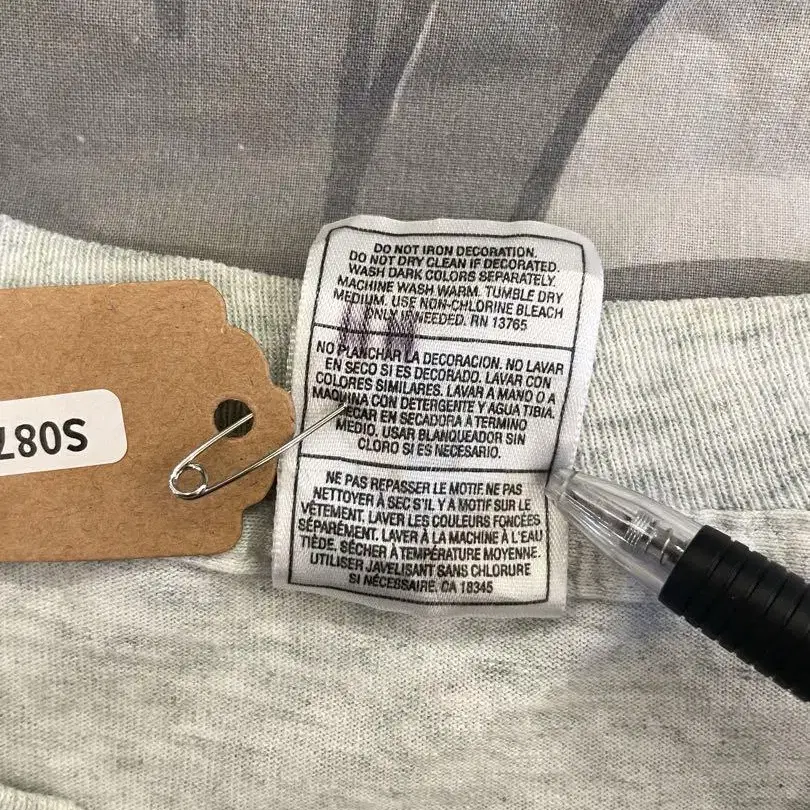 DO NOT IRON DECORATION.
DO NOT DRY CLEAN IF DECORATED.
WASH DARK COLORS SEPARATELY.
MACHINE WASH WARM. TUMBLE DRY
MEDIUM. USE NON-CHLORINE BLEACH
ONLY IF NEEDED. RN 13765
NO PLANCHAR LA DECORACION. NO LAVAR
EN SECO SI ES DECORADO. LAVAR CON
COLORES SIMILARES. LAVAR A MANO O A
MAQUINA CON DETERGENTE Y AGUA TIBIA.
SECAR EN SECADORA A TERMINO
MEDIO. USAR BLANQUEADOR SIN
CLORO SI ES NECESARIO.
NE PAS REPASSER LE MOTIF. NE PAS
NETTOYER À SEC S'IL Y A MOTIF SUR LE
VÊTEMENT. LAVER LES COULEURS FONCÉES
SÉPARÉMENT. LAVER À LA MACHINE À L'EAU
TIÈDE. SÉCHER À TEMPÉRATURE MOYENNE.
UTILISER JAVELISANT SANS CHLORURE
SI NÉCESSAIRE. CA 18345
S087